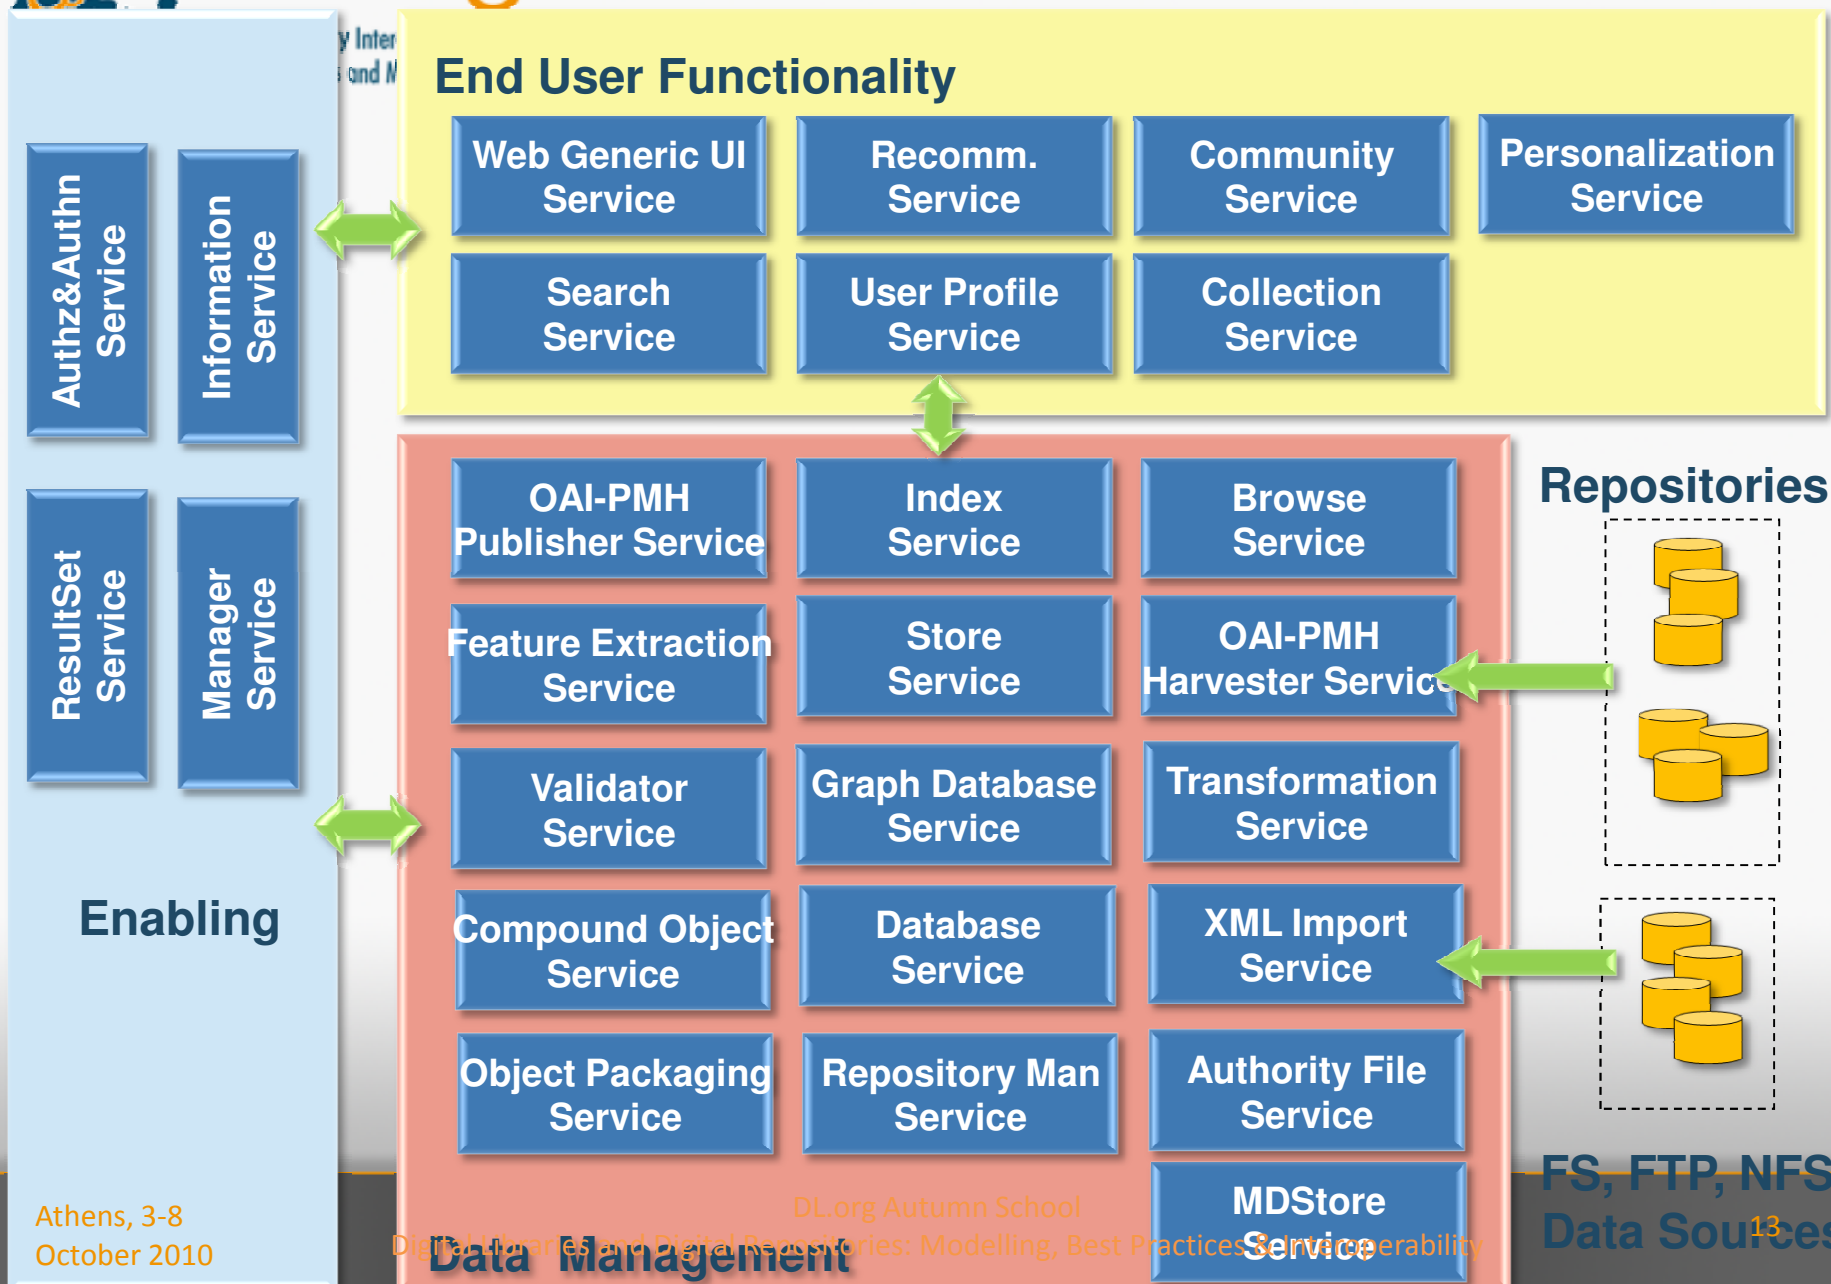 y Inter
s and M
End User Functionality
Web Generic UI
Service
Recomm.
Service
Community
Service
Personalization
Service
Search
Service
User Profile
Service
Collection
Service
Authz&Authn
Service
Information
Service
ResultSet
Service
Manager
Service
Enabling
OAI-PMH
Publisher Service
Index
Service
Browse
Service
Feature Extraction
Service
Store
Service
OAI-PMH
Harvester Service
Validator
Service
Graph Database
Service
Transformation
Service
Compound Object
Service
Database
Service
XML Import
Service
Object Packaging
Service
Repository Man
Service
Authority File
Service
MDStore
Service
Data Management
Repositories
FS, FTP, NFS
Data Sources
Athens, 3-8
October 2010
DL.org Autumn School
Digital Libraries and Digital Repositories: Modelling, Best Practices & Interoperability
13